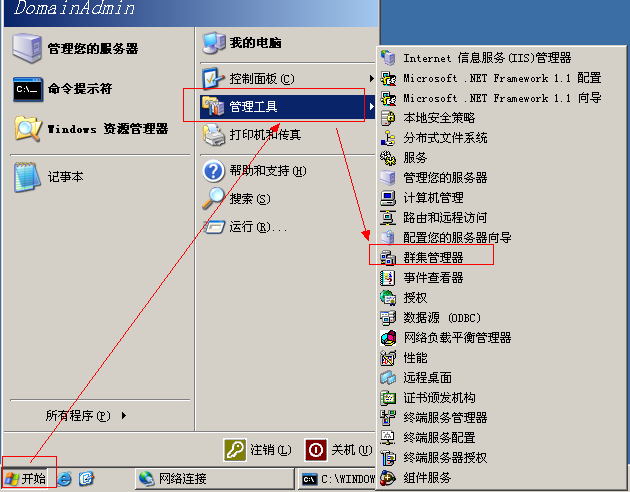 DomainAdmin
管理您的服务器
命令提示符
Windows 资源管理器
记事本
所有程序(P)
我的电脑
控制面板(C)
管理工具
打印机和传真
帮助和支持(H)
搜索(S)
运行(R)...
Internet 信息服务(IIS)管理器
Microsoft .NET Framework 1.1 配置
Microsoft .NET Framework 1.1 向导
本地安全策略
分布式文件系统
服务
管理您的服务器
计算机管理
路由和远程访问
配置您的服务器向导
群集管理器
事件查看器
授权
数据源 (ODBC)
网络负载平衡管理器
性能
远程桌面
证书颁发机构
终端服务管理器
终端服务配置
终端服务器授权
组件服务
注销(L)
关机(U)
开始
网络连接
C:\WINDOW